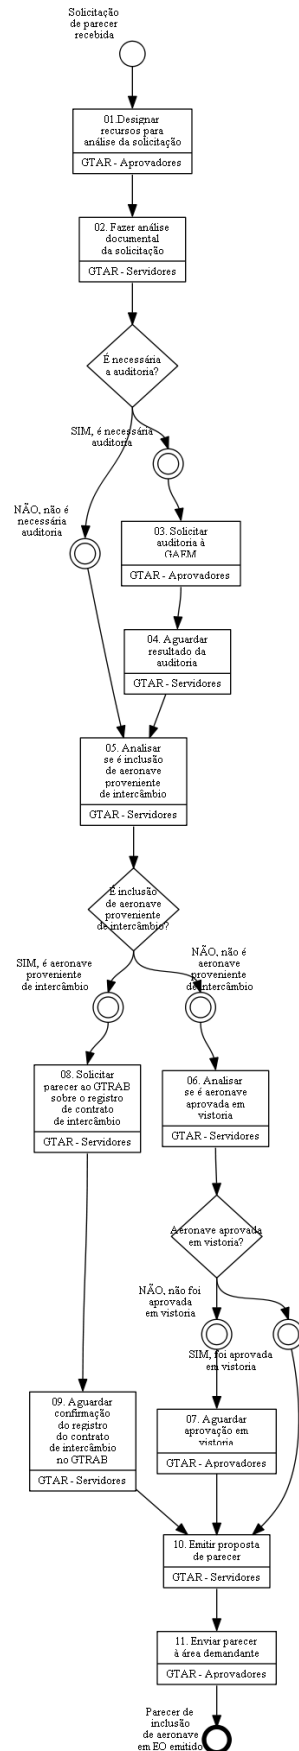 Solicitação
de parecer
recebida
01.Designar
recursos para
análise da solicitação
GTAR - Aprovadores
02. Fazer análise
documental
da solicitação
GTAR - Servidores
É necessária
a auditoria?
SIM, é necessária
auditoria
NÃO, não é
necessária
auditoria
03. Solicitar
auditoria à
GAEM
GTAR - Aprovadores
04. Aguardar
resultado da
auditoria
GTAR - Servidores
05. Analisar
se é inclusão
de aeronave
proveniente
de intercâmbio
GTAR - Servidores
É inclusão
de aeronave
proveniente
de intercâmbio?
SIM, é aeronave
proveniente
de intercâmbio
NÃO, não é
aeronave
proveniente
de intercâmbio
08. Solicitar
parecer ao GTRAB
sobre o registro
de contrato
de intercâmbio
GTAR - Servidores
06. Analisar
se é aeronave
aprovada em
vistoria
GTAR - Servidores
Aeronave aprovada
em vistoria?
NÃO, não foi
aprovada
em vistoria
SIM, foi aprovada
em vistoria
09. Aguardar
confirmação
do registro
do contrato
de intercâmbio
no GTRAB
GTAR - Servidores
07. Aguardar
aprovação em
vistoria
GTAR - Aprovadores
10. Emitir proposta
de parecer
GTAR - Servidores
11. Enviar parecer
à área demandante
GTAR - Aprovadores
Parecer de
inclusão
de aeronave
em EO emitido